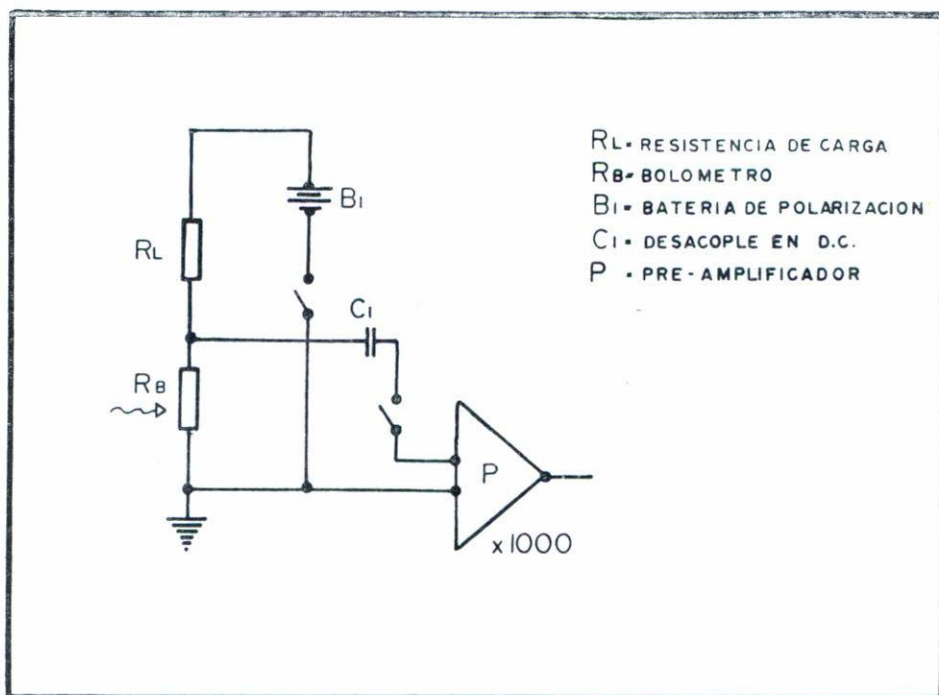 RL= RESISTENCIA DE CARGA
RB= BOLOMETRO
B1= BATERIA DE POLARIZACION
C1= DESACOPLE EN D.C.
P = PRE-AMPLIFICADOR
B1
RL
C1
RB
P
x1000